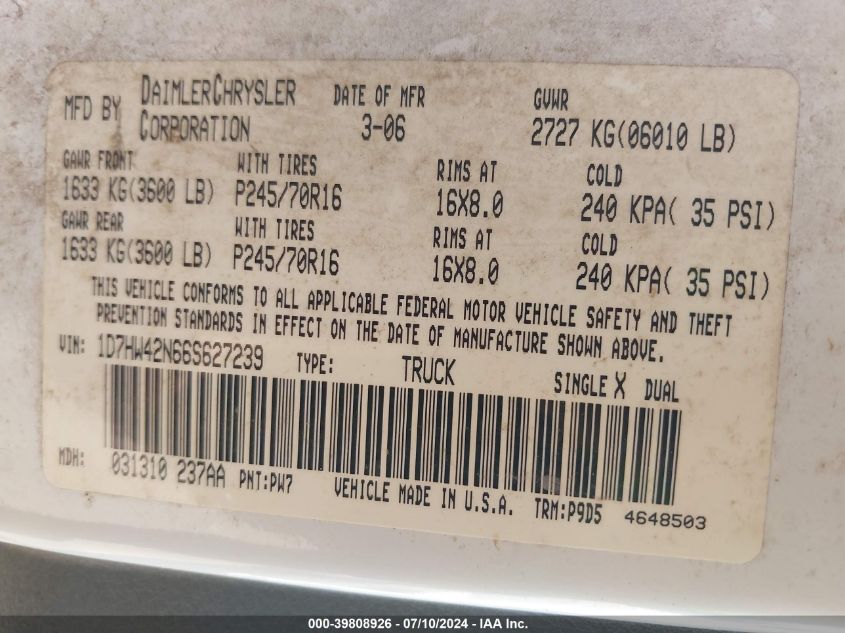 MFD BY DAIMLERCHRYSLER CORPORATION DATE OF MFR 3-06 GVWR 2727 KG(06010 LB)
GAWR FRONT WITH TIRES RIMS AT COLD
1633 KG(3600 LB) P245/70R16 16X8.0 240 KPA( 35 PSI)
GAWR REAR WITH TIRES RIMS AT COLD
1633 KG(3600 LB) P245/70R16 16X8.0 240 KPA( 35 PSI)
THIS VEHICLE CONFORMS TO ALL APPLICABLE FEDERAL MOTOR VEHICLE SAFETY AND THEFT
PREVENTION STANDARDS IN EFFECT ON THE DATE OF MANUFACTURE SHOWN ABOVE.
VIN: 1D7HW42N66S627239 TYPE: TRUCK SINGLE X DUAL
MDH: 031310 237AA PNT:PW7 VEHICLE MADE IN U.S.A. TRM:P9D5 4648503
000-39808926 - 07/10/2024 - IAA Inc.